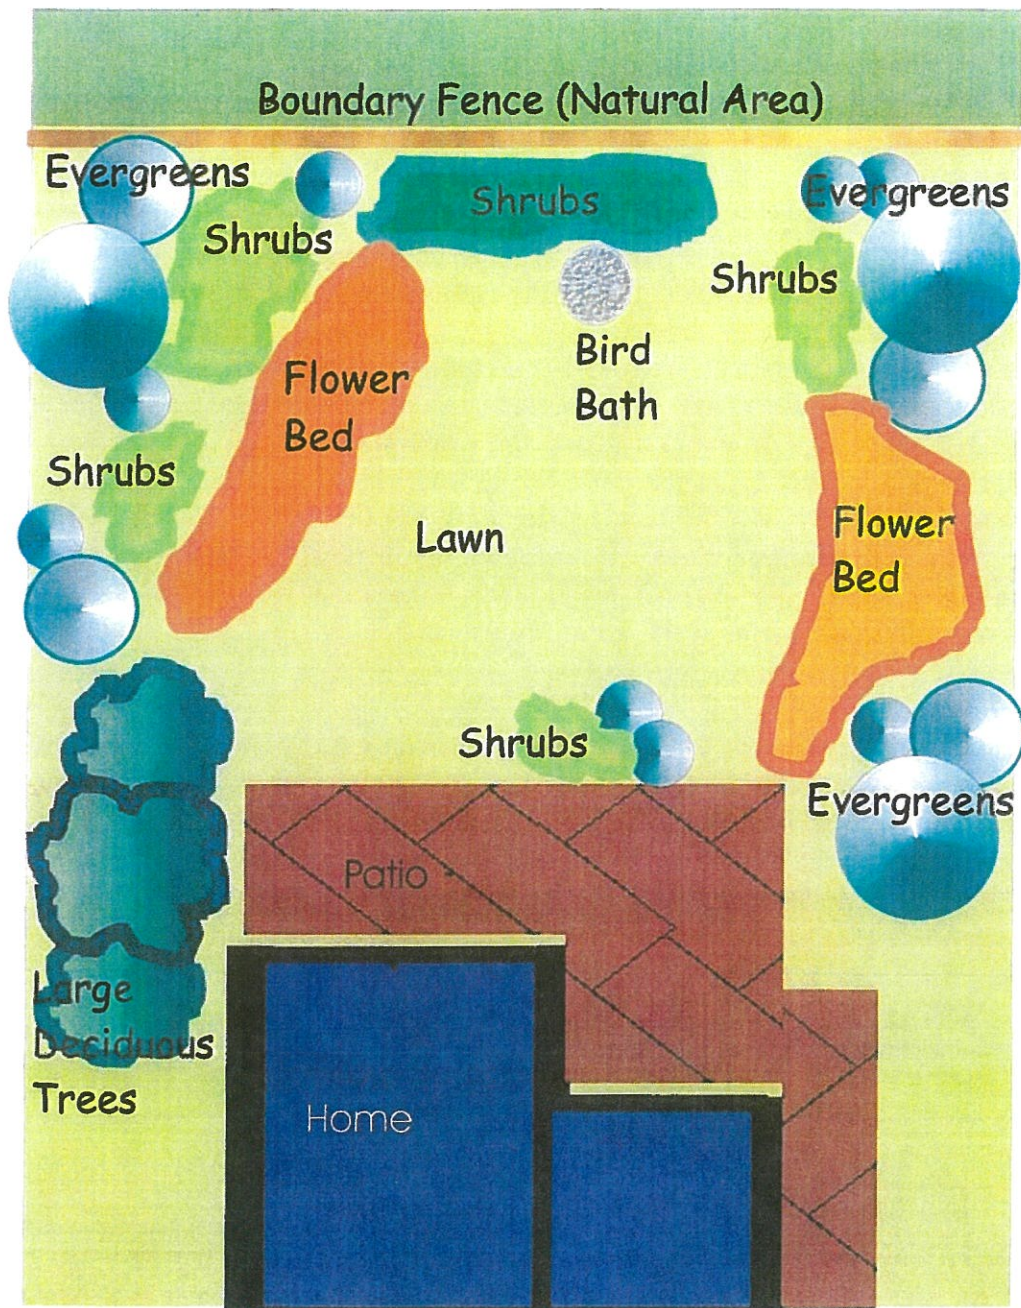 Boundary Fence (Natural Area)
Evergreens
Shrubs
Evergreens
Shrubs
Shrubs
Bird
Bath
Flower
Bed
Shrubs
Lawn
Flower
Bed
Shrubs
Evergreens
Patio
Large
Deciduous
Trees
Home